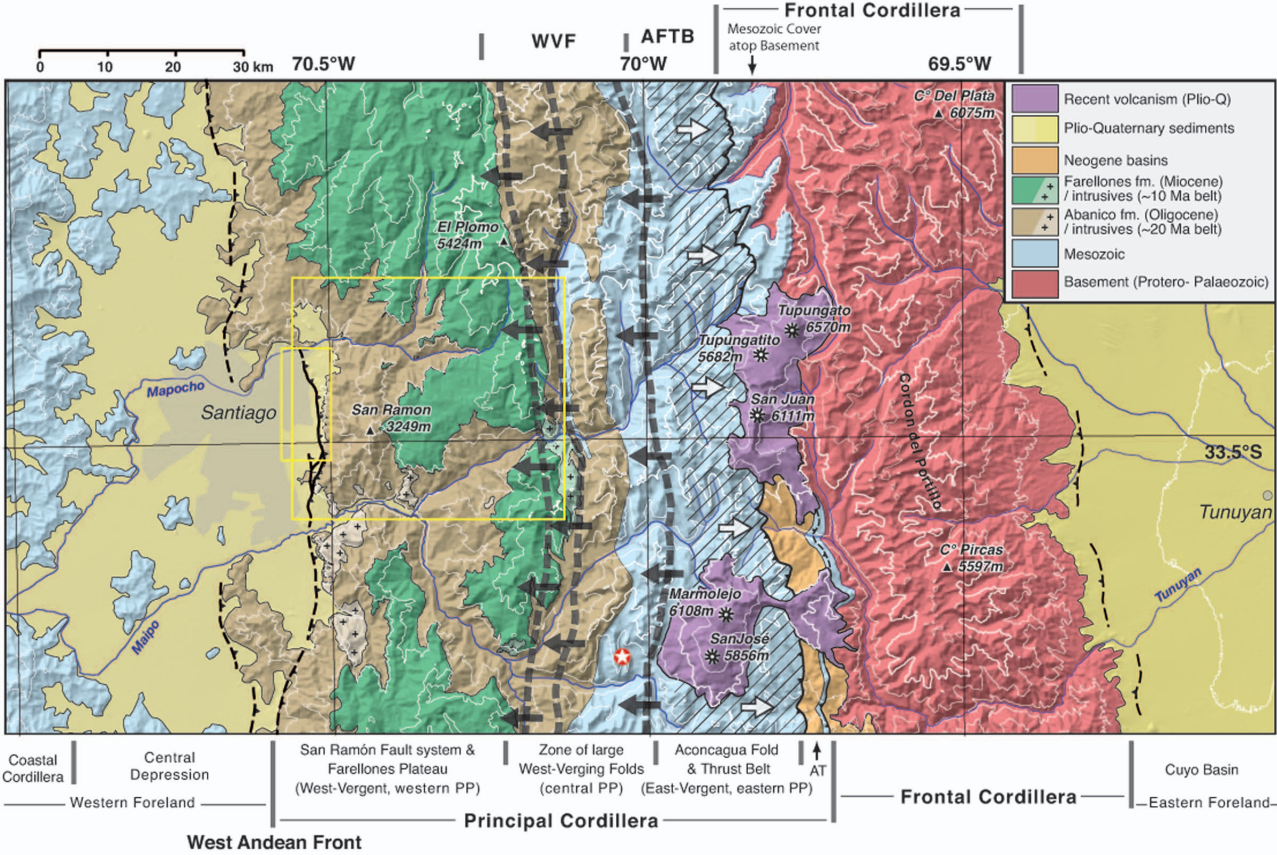 Frontal Cordillera
WVF
AFTB
Mesozoic Cover
atop Basement
0 10 20 30 km
70.5°W
70°W
69.5°W
C° Del Plata
6075m
Recent volcanism (Plio-Q)
Plio-Quaternary sediments
Neogene basins
Farellones fm. (Miocene)
/ intrusives (~10 Ma belt)
Abanico fm. (Oligocene)
/ intrusives (~20 Ma belt)
Mesozoic
Basement (Protero- Palaeozoic)
El Plomo
5424m
Tupungato
6570m
Tupungatito
5682m
Mapocho
Santiago
San Ramon
3249m
San Juan
6111m
Cordon del Portillo
33.5°S
Tunuyan
C° Pircas
5597m
Marmolejo
6108m
Tunuyan
Maipo
SanJosé
5856m
Coastal
Cordillera
Central
Depression
San Ramón Fault system &
Farellones Plateau
(West-Vergent, western PP)
Zone of large
West-Verging Folds
(central PP)
Aconcagua Fold
& Thrust Belt
(East-Vergent, eastern PP)
AT
Cuyo Basin
Western Foreland
Frontal Cordillera
Eastern Foreland
Principal Cordillera
West Andean Front